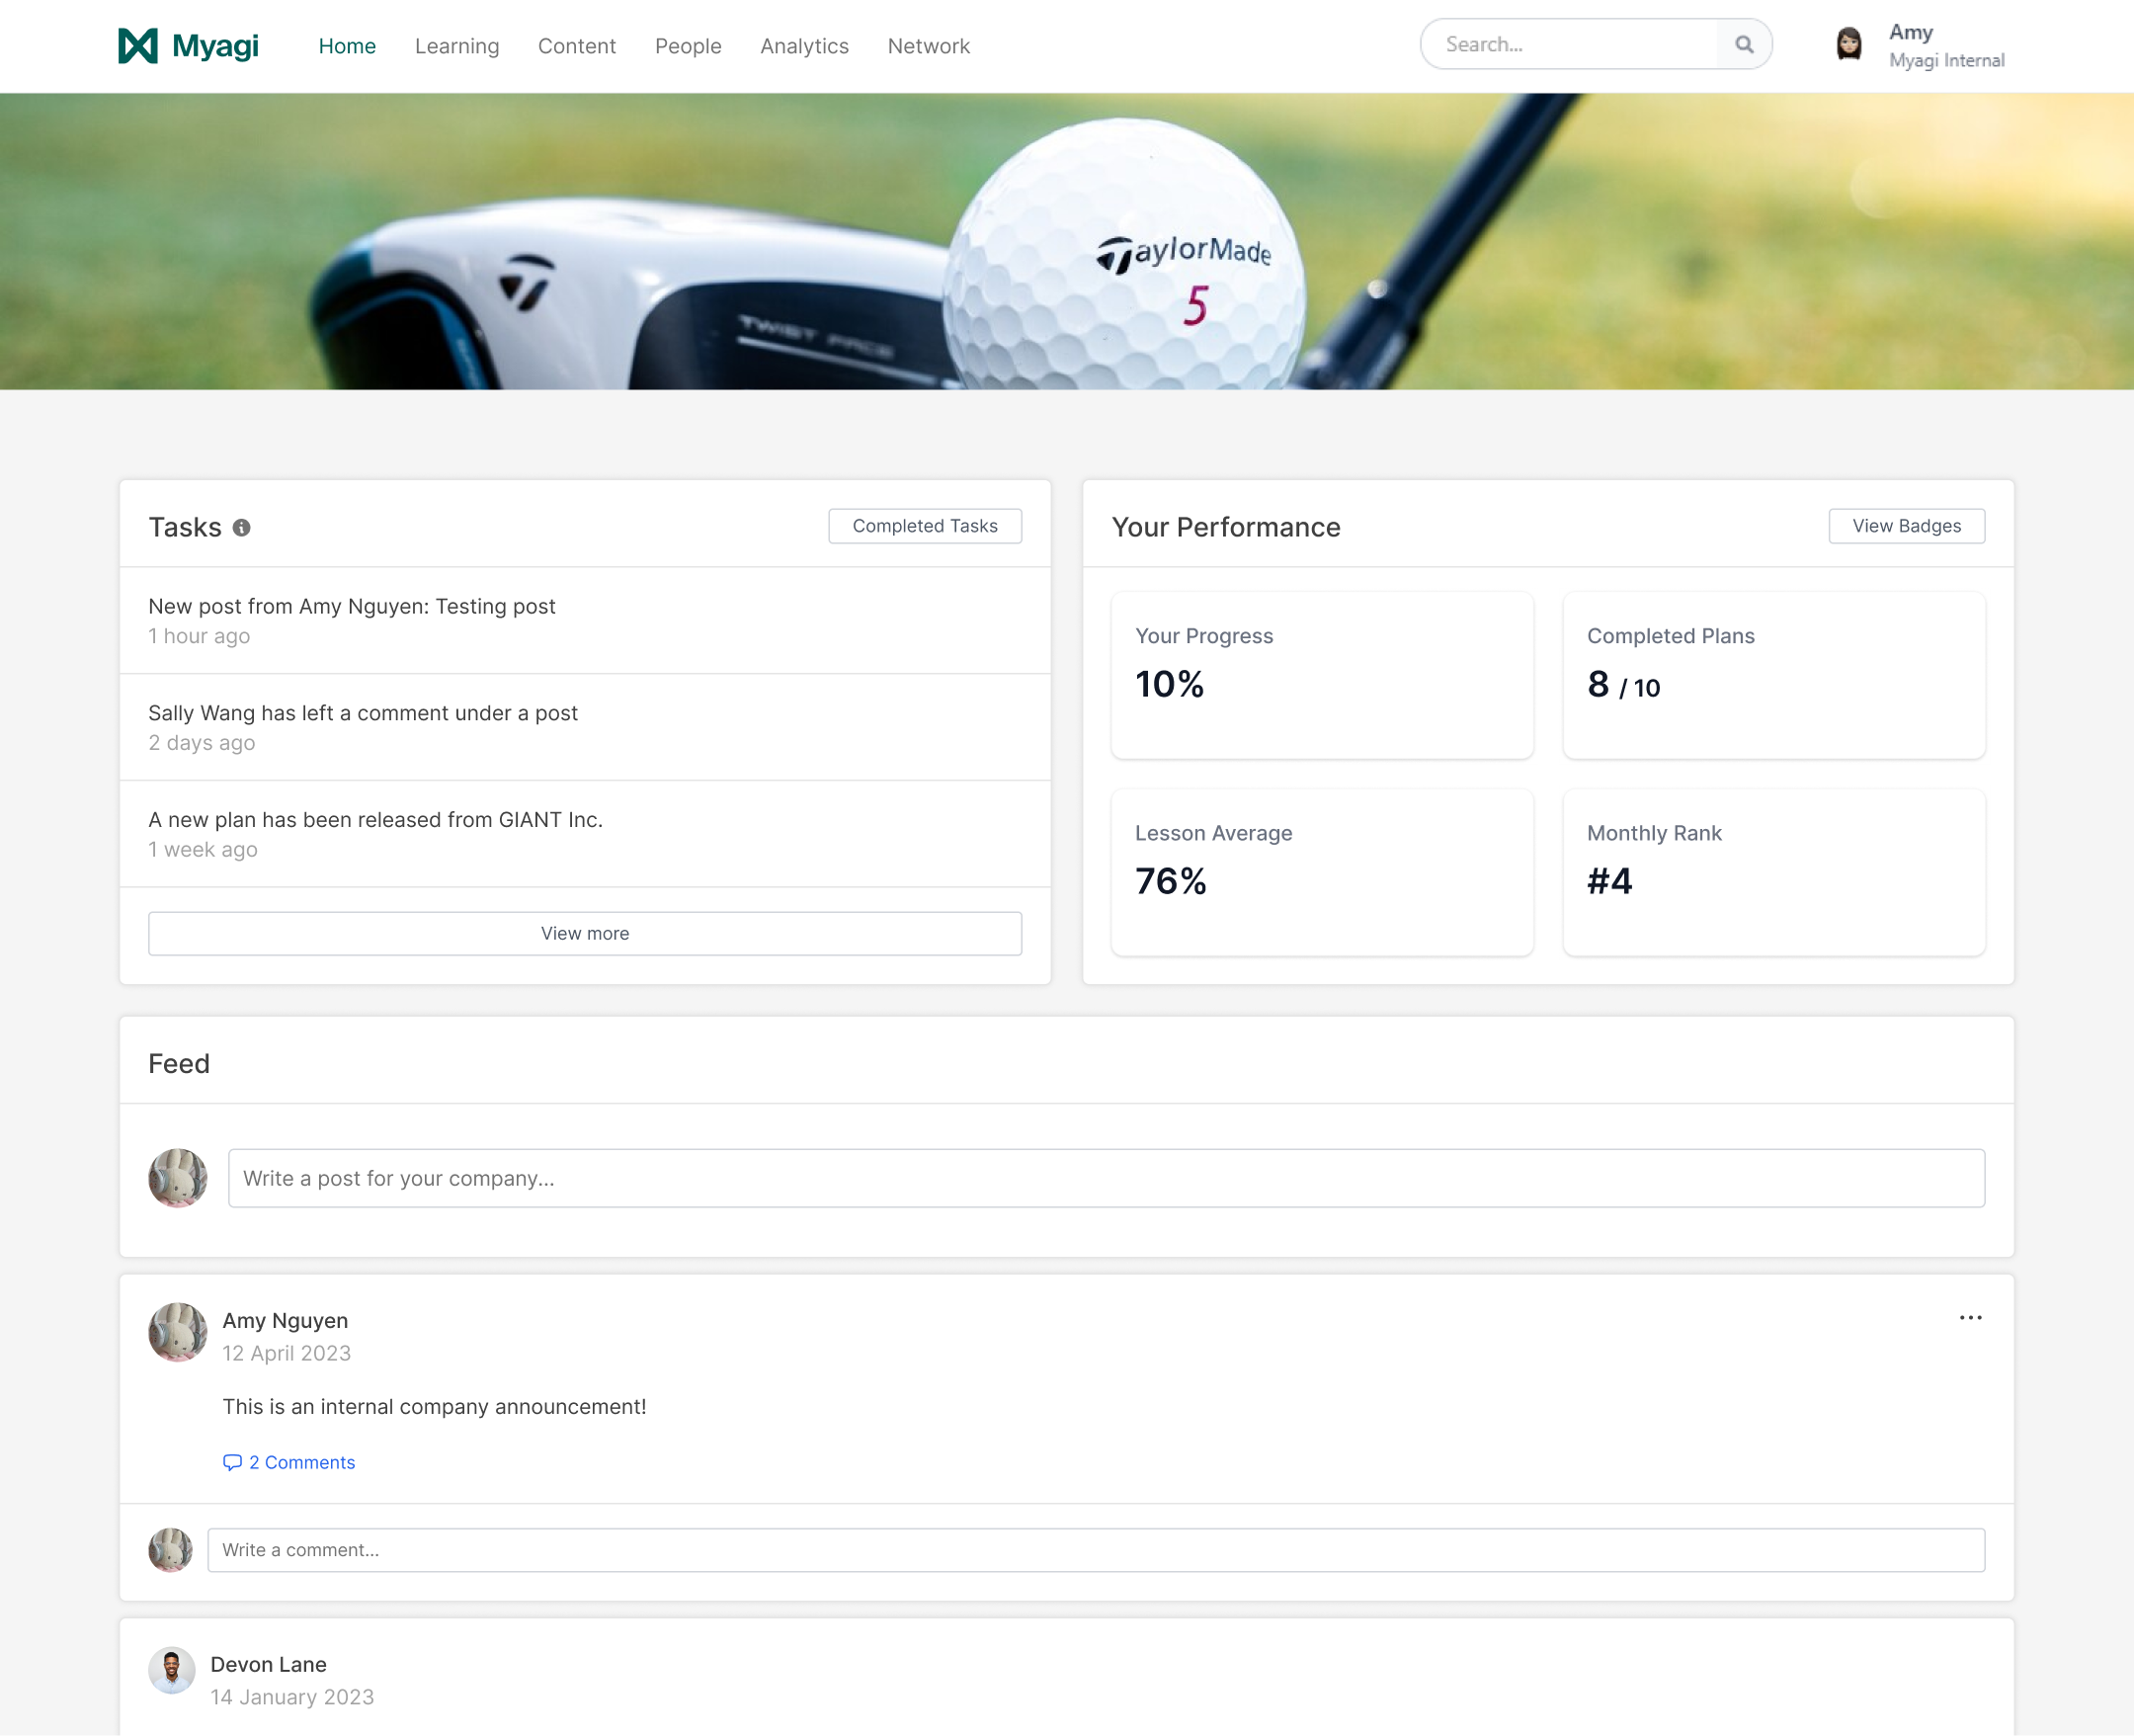 Myagi
Home Learning Content People Analytics Network
Search...
Amy
Myagi Internal
TaylorMade
5
TWIST FACE
Tasks
Completed Tasks
New post from Amy Nguyen: Testing post
1 hour ago
Sally Wang has left a comment under a post
2 days ago
A new plan has been released from GIANT Inc.
1 week ago
View more
Your Performance
View Badges
Your Progress
10%
Completed Plans
8 / 10
Lesson Average
76%
Monthly Rank
#4
Feed
Write a post for your company...
Amy Nguyen
12 April 2023
This is an internal company announcement!
2 Comments
Write a comment...
Devon Lane
14 January 2023